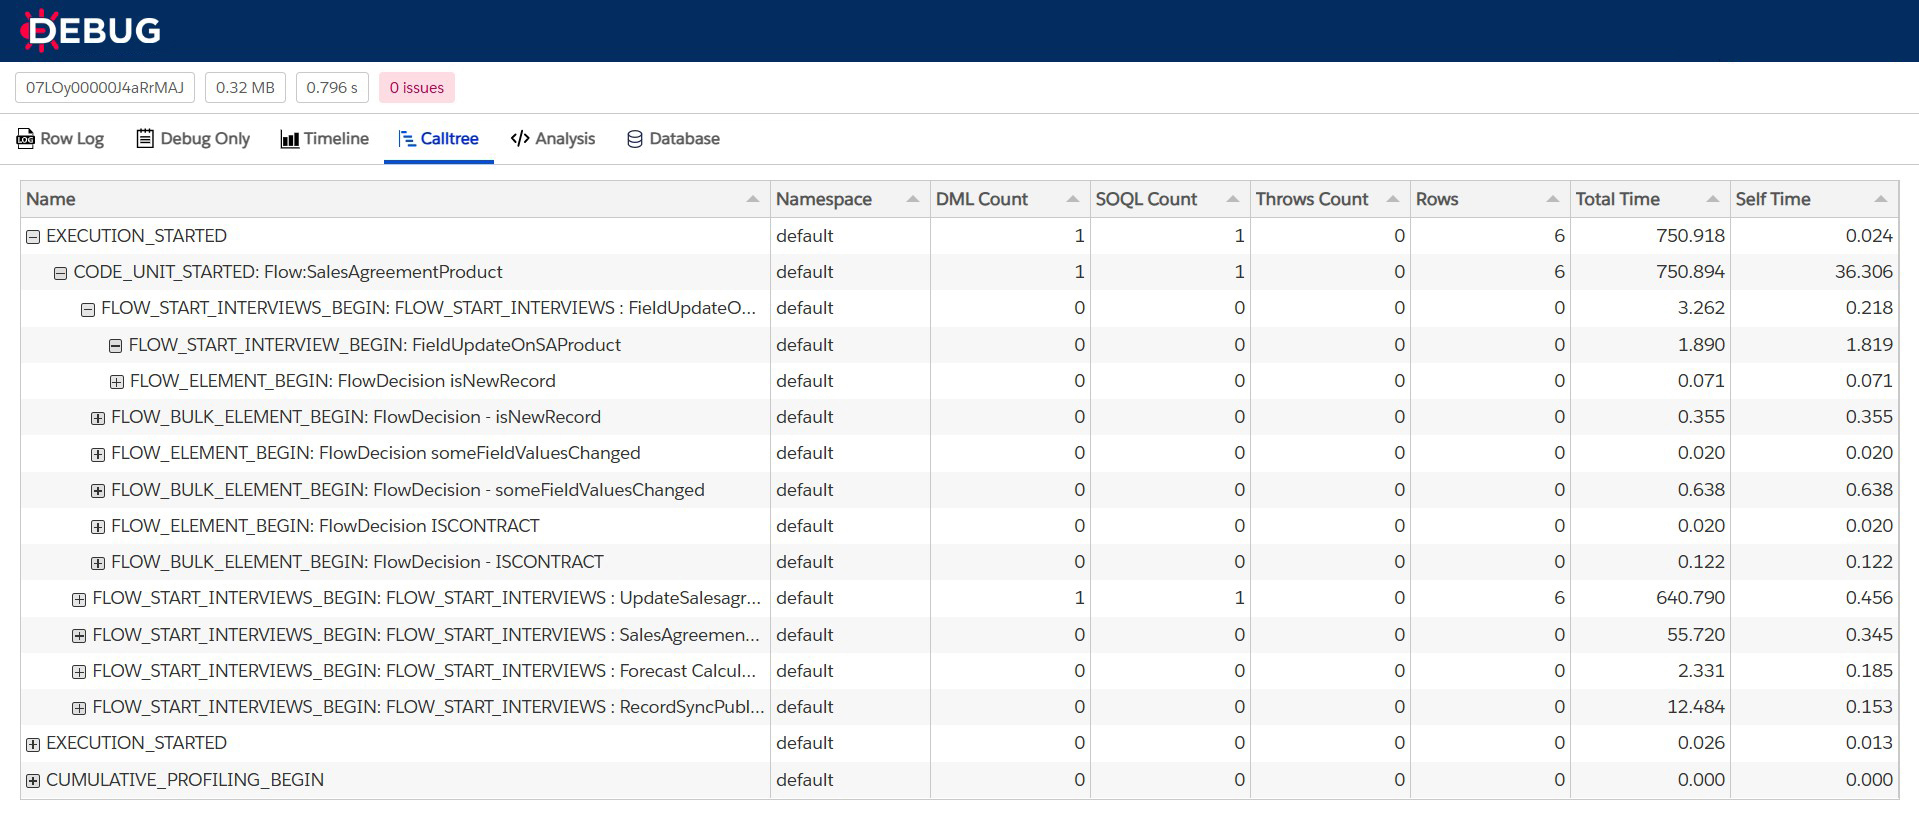 DEBUG
07LOy00000J4aRrMAJ 0.32 MB 0.796 s 0 issues
Row Log Debug Only Timeline Calltree Analysis Database
Name Namespace DML Count SOQL Count Throws Count Rows Total Time Self Time
EXECUTION_STARTED default 1 1 0 6 750.918 0.024
CODE_UNIT_STARTED: Flow:SalesAgreementProduct default 1 1 0 6 750.894 36.306
FLOW_START_INTERVIEWS_BEGIN: FLOW_START_INTERVIEWS : FieldUpdateO... default 0 0 0 0 3.262 0.218
FLOW_START_INTERVIEW_BEGIN: FieldUpdateOnSAProduct default 0 0 0 0 1.890 1.819
FLOW_ELEMENT_BEGIN: FlowDecision isNewRecord default 0 0 0 0 0.071 0.071
FLOW_BULK_ELEMENT_BEGIN: FlowDecision - isNewRecord default 0 0 0 0 0.355 0.355
FLOW_ELEMENT_BEGIN: FlowDecision someFieldValuesChanged default 0 0 0 0 0.020 0.020
FLOW_BULK_ELEMENT_BEGIN: FlowDecision - someFieldValuesChanged default 0 0 0 0 0.638 0.638
FLOW_ELEMENT_BEGIN: FlowDecision ISCONTRACT default 0 0 0 0 0.020 0.020
FLOW_BULK_ELEMENT_BEGIN: FlowDecision - ISCONTRACT default 0 0 0 0 0.122 0.122
FLOW_START_INTERVIEWS_BEGIN: FLOW_START_INTERVIEWS : UpdateSalesagr... default 1 1 0 6 640.790 0.456
FLOW_START_INTERVIEWS_BEGIN: FLOW_START_INTERVIEWS : SalesAgreemen... default 0 0 0 0 55.720 0.345
FLOW_START_INTERVIEWS_BEGIN: FLOW_START_INTERVIEWS : Forecast Calcul... default 0 0 0 0 2.331 0.185
FLOW_START_INTERVIEWS_BEGIN: FLOW_START_INTERVIEWS : RecordSyncPubl... default 0 0 0 0 12.484 0.153
EXECUTION_STARTED default 0 0 0 0 0.026 0.013
CUMULATIVE_PROFILING_BEGIN default 0 0 0 0 0.000 0.000